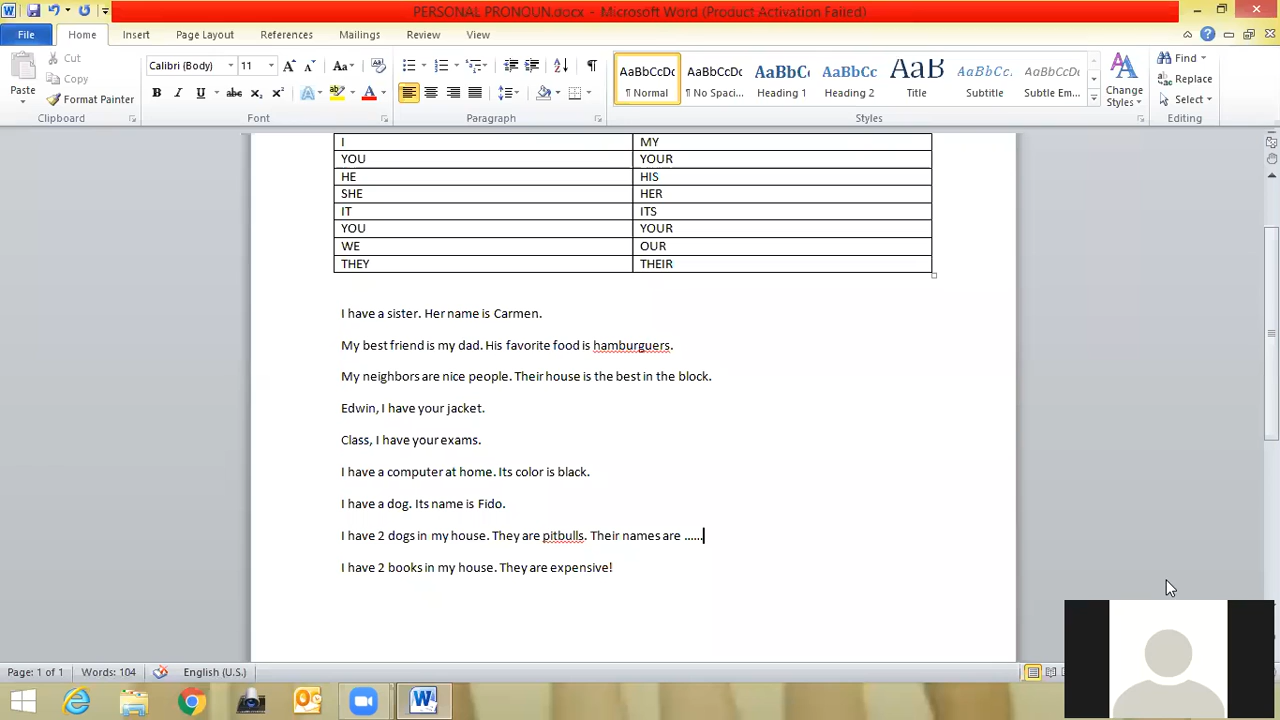 PERSONAL PRONOUN.docx - Microsoft Word (Product Activation Failed)
File Home Insert Page Layout References Mailings Review View
Paste Cut Copy Format Painter
Calibri (Body) 11
AaBbCcDc AaBbCcDc AaBbCc AaBbCc AaB AaBbCc. AaBbCcDc
¶ Normal ¶ No Spaci... Heading 1 Heading 2 Title Subtitle Subtle Em...
Change Styles
Find Replace Select
Clipboard Font Paragraph Styles Editing
I MY
YOU YOUR
HE HIS
SHE HER
IT ITS
YOU YOUR
WE OUR
THEY THEIR
I have a sister. Her name is Carmen.
My best friend is my dad. His favorite food is hamburguers.
My neighbors are nice people. Their house is the best in the block.
Edwin, I have your jacket.
Class, I have your exams.
I have a computer at home. Its color is black.
I have a dog. Its name is Fido.
I have 2 dogs in my house. They are pitbulls. Their names are ......
I have 2 books in my house. They are expensive!
Page: 1 of 1 Words: 104 English (U.S.)